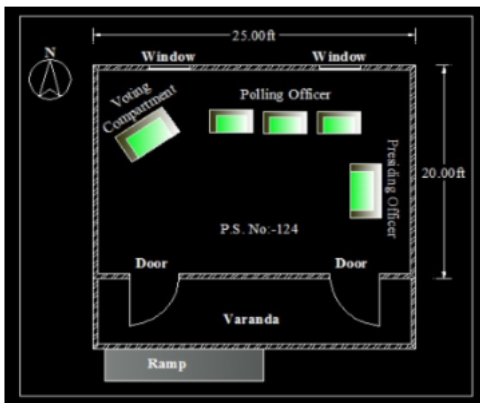 25.00ft
N
Window
Window
Voting
Compartment
Polling Officer
Presiding Officer
20.00ft
P.S. No:-124
Door
Door
Varanda
Ramp